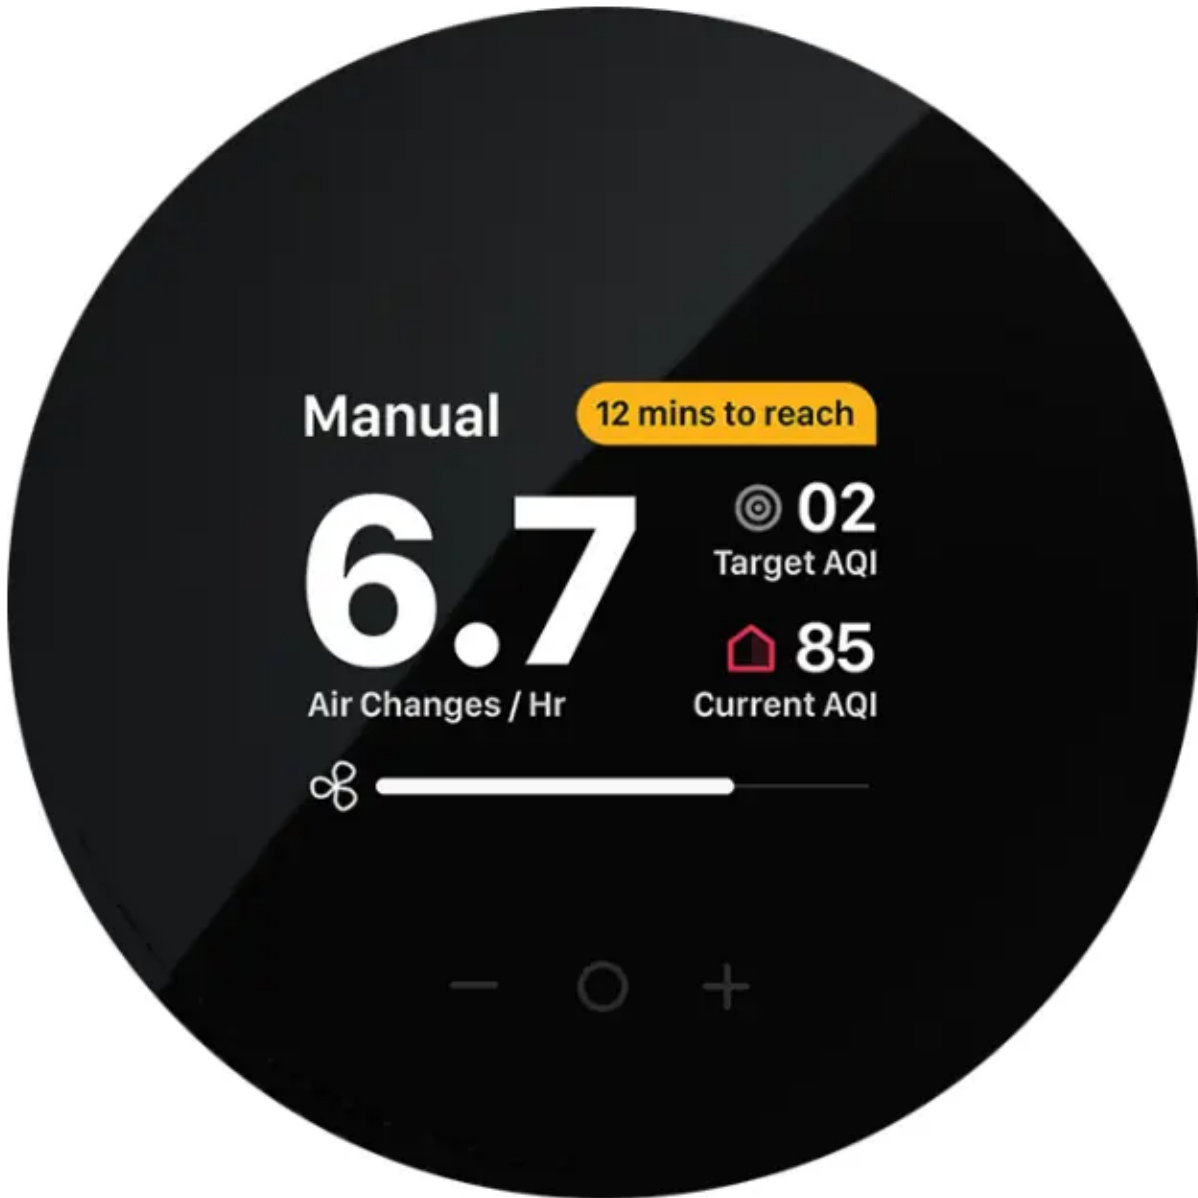 Manual
12 mins to reach
6.7
Air Changes / Hr
02
Target AQI
85
Current AQI